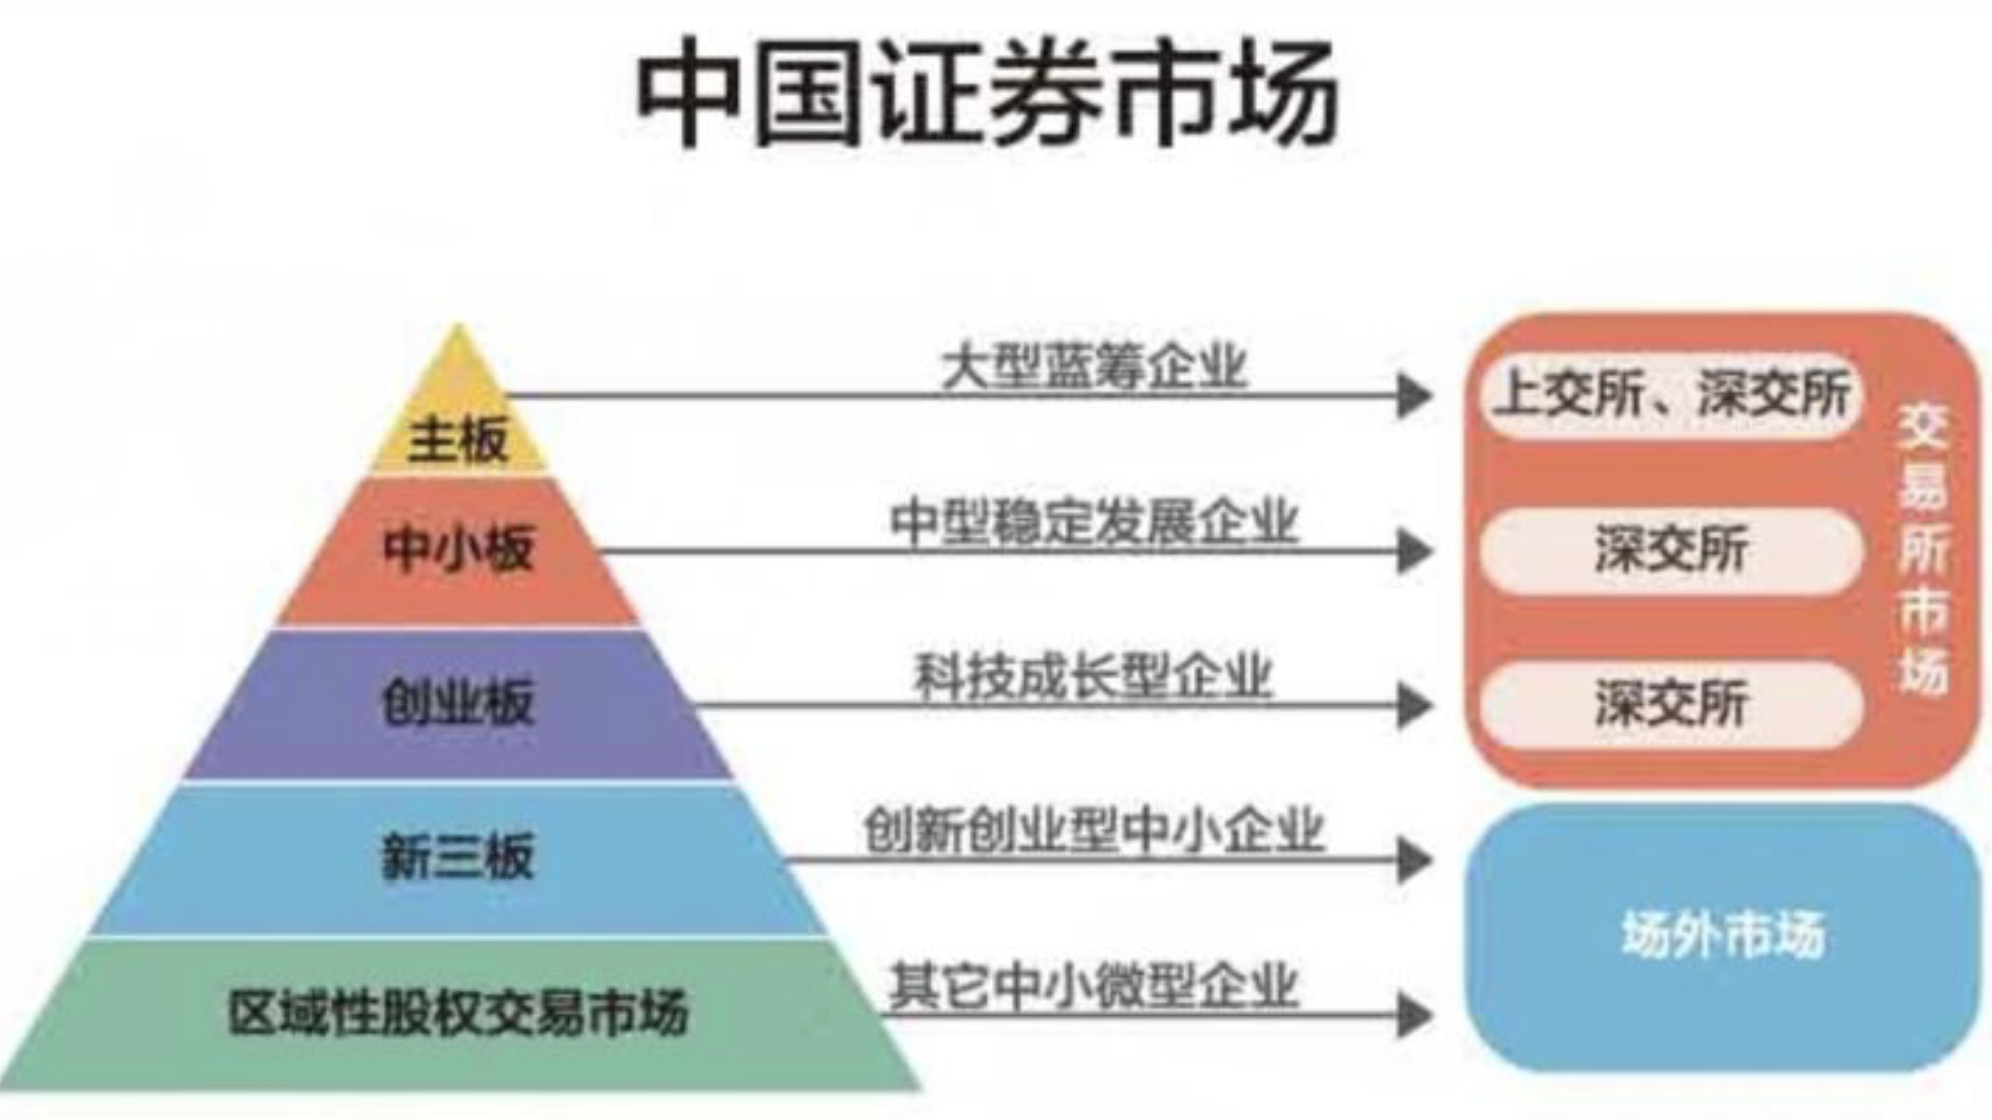 中国证券市场
大型蓝筹企业
上交所、深交所
主板
中型稳定发展企业
中小板
深交所
科技成长型企业
创业板
深交所
交易所市场
创新创业型中小企业
新三板
场外市场
其它中小微型企业
区域性股权交易市场